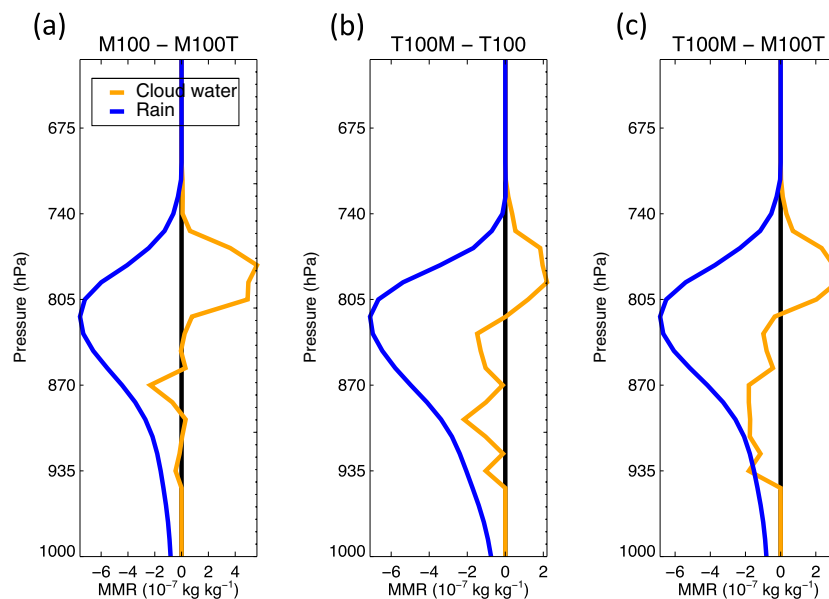 (a)
M100 − M100T
Cloud water
Rain
675
740
805
870
935
1000
Pressure (hPa)
−6 −4 −2 0 2 4
MMR (10⁻⁷ kg kg⁻¹)
(b)
T100M − T100
675
740
805
870
935
1000
Pressure (hPa)
−6 −4 −2 0 2
MMR (10⁻⁷ kg kg⁻¹)
(c)
T100M − M100T
675
740
805
870
935
1000
Pressure (hPa)
−6 −4 −2 0 2
MMR (10⁻⁷ kg kg⁻¹)